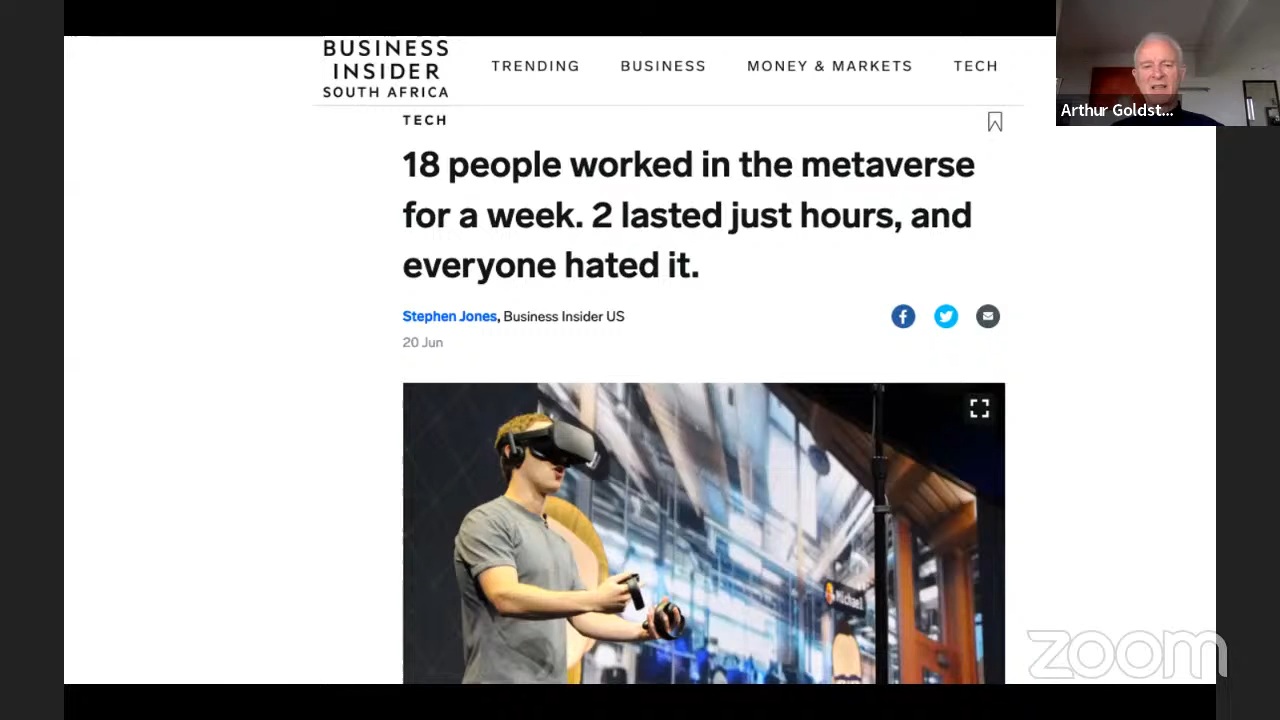 BUSINESS
INSIDER
SOUTH AFRICA
TRENDING
BUSINESS
MONEY & MARKETS
TECH
Arthur Goldst...
TECH
18 people worked in the metaverse
for a week. 2 lasted just hours, and
everyone hated it.
Stephen Jones, Business Insider US
20 Jun
Michael
zoom